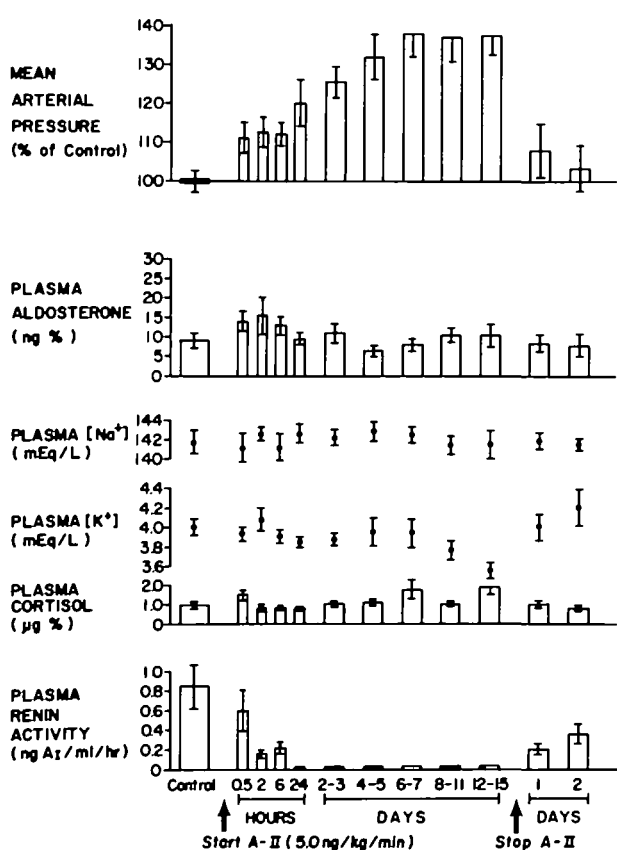 MEAN
ARTERIAL
PRESSURE
(% of Control)
140
130
120
110
100
PLASMA
ALDOSTERONE
(ng %)
35
30
25
20
15
10
5
0
PLASMA [Na⁺]
(mEq/L)
144
142
140
PLASMA [K⁺]
(mEq/L)
4.4
4.2
4.0
3.8
3.6
PLASMA
CORTISOL
(µg %)
2.0
1.0
0
PLASMA
RENIN
ACTIVITY
(ng AI/ml/hr)
1.0
0.8
0.6
0.4
0.2
0
Control 0.5 2 6 24 2-3 4-5 6-7 8-11 12-15 1 2
HOURS DAYS DAYS
Start A-II (5.0ng/kg/min) Stop A-II